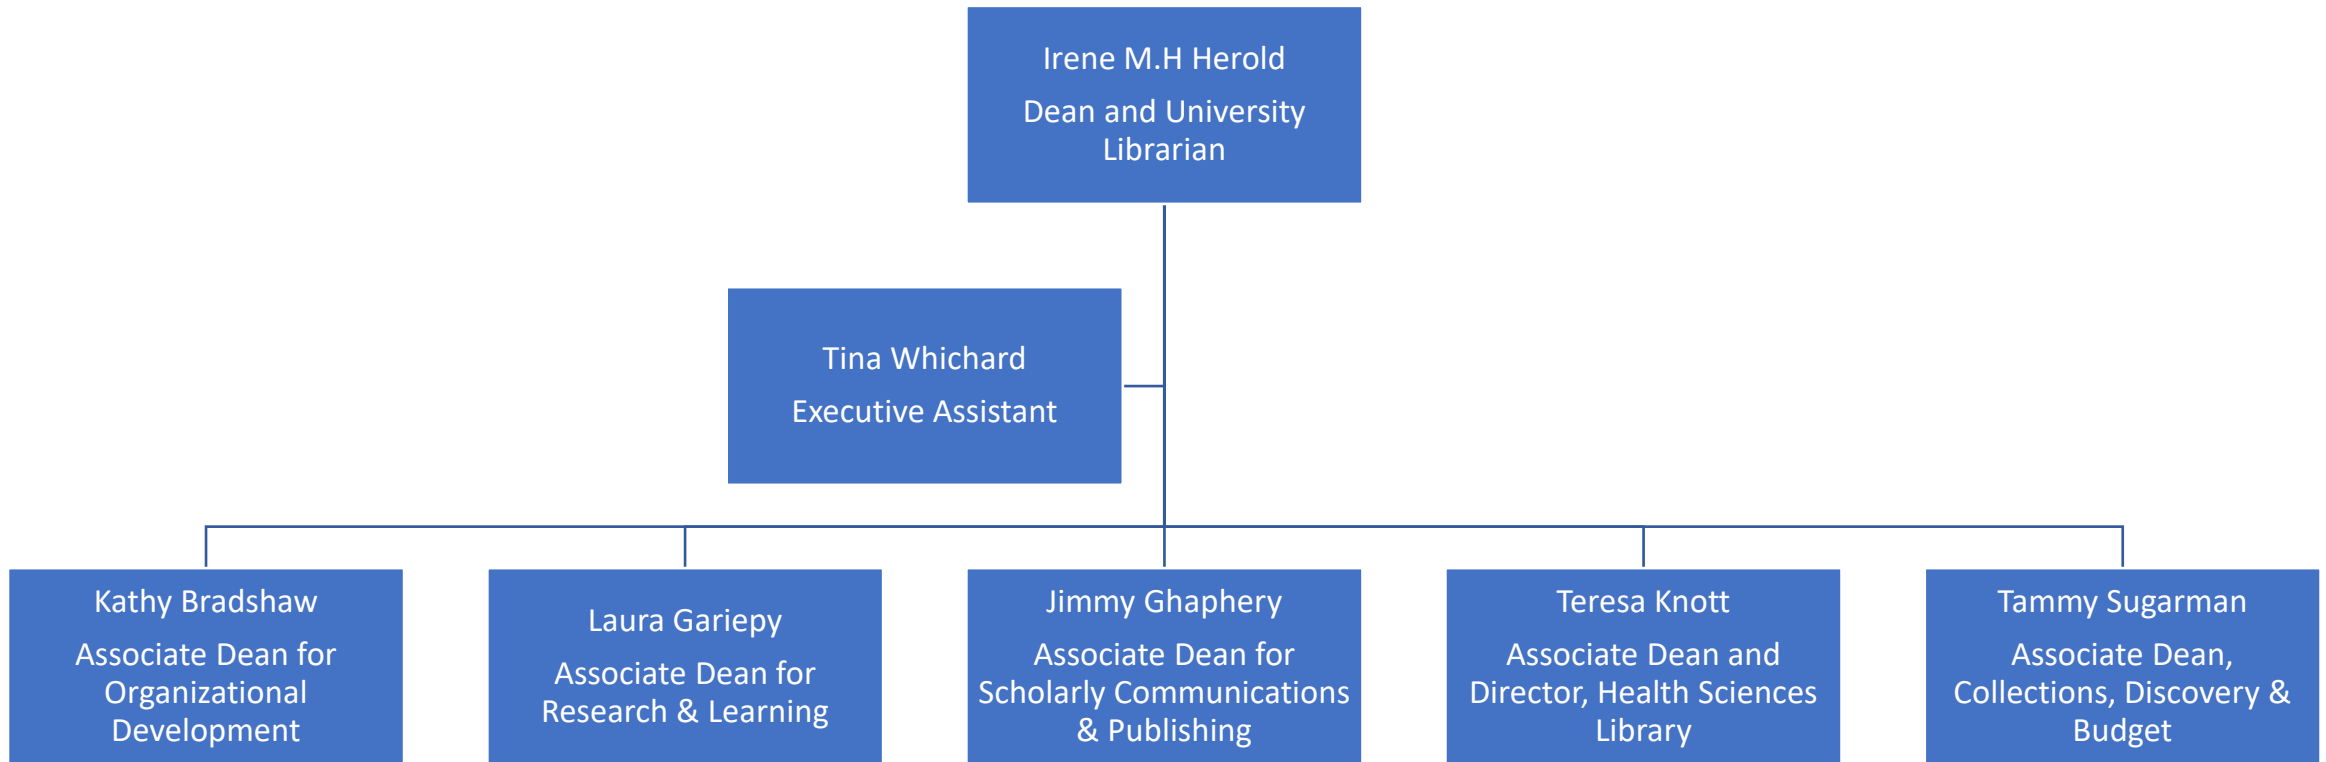 Irene M.H Herold
Dean and University
Librarian
Tina Whichard
Executive Assistant
Kathy Bradshaw
Associate Dean for
Organizational
Development
Laura Gariepy
Associate Dean for
Research & Learning
Jimmy Ghaphery
Associate Dean for
Scholarly Communications
& Publishing
Teresa Knott
Associate Dean and
Director, Health Sciences
Library
Tammy Sugarman
Associate Dean,
Collections, Discovery &
Budget